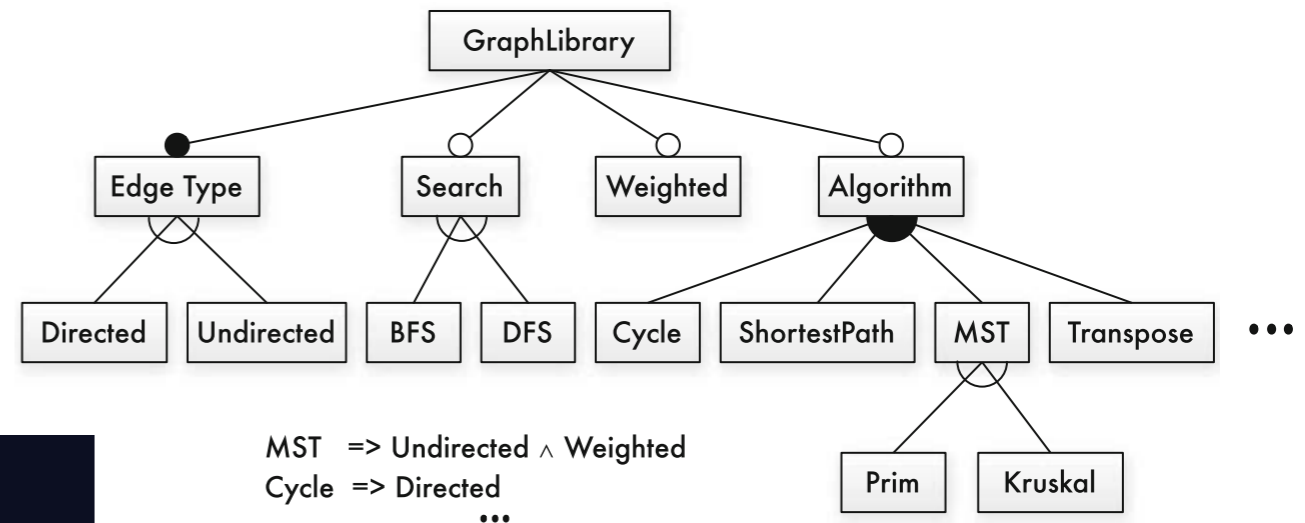 GraphLibrary
Edge Type Search Weighted Algorithm
Directed Undirected BFS DFS Cycle ShortestPath MST Transpose •••
MST => Undirected ∧ Weighted
Cycle => Directed
•••
Prim Kruskal